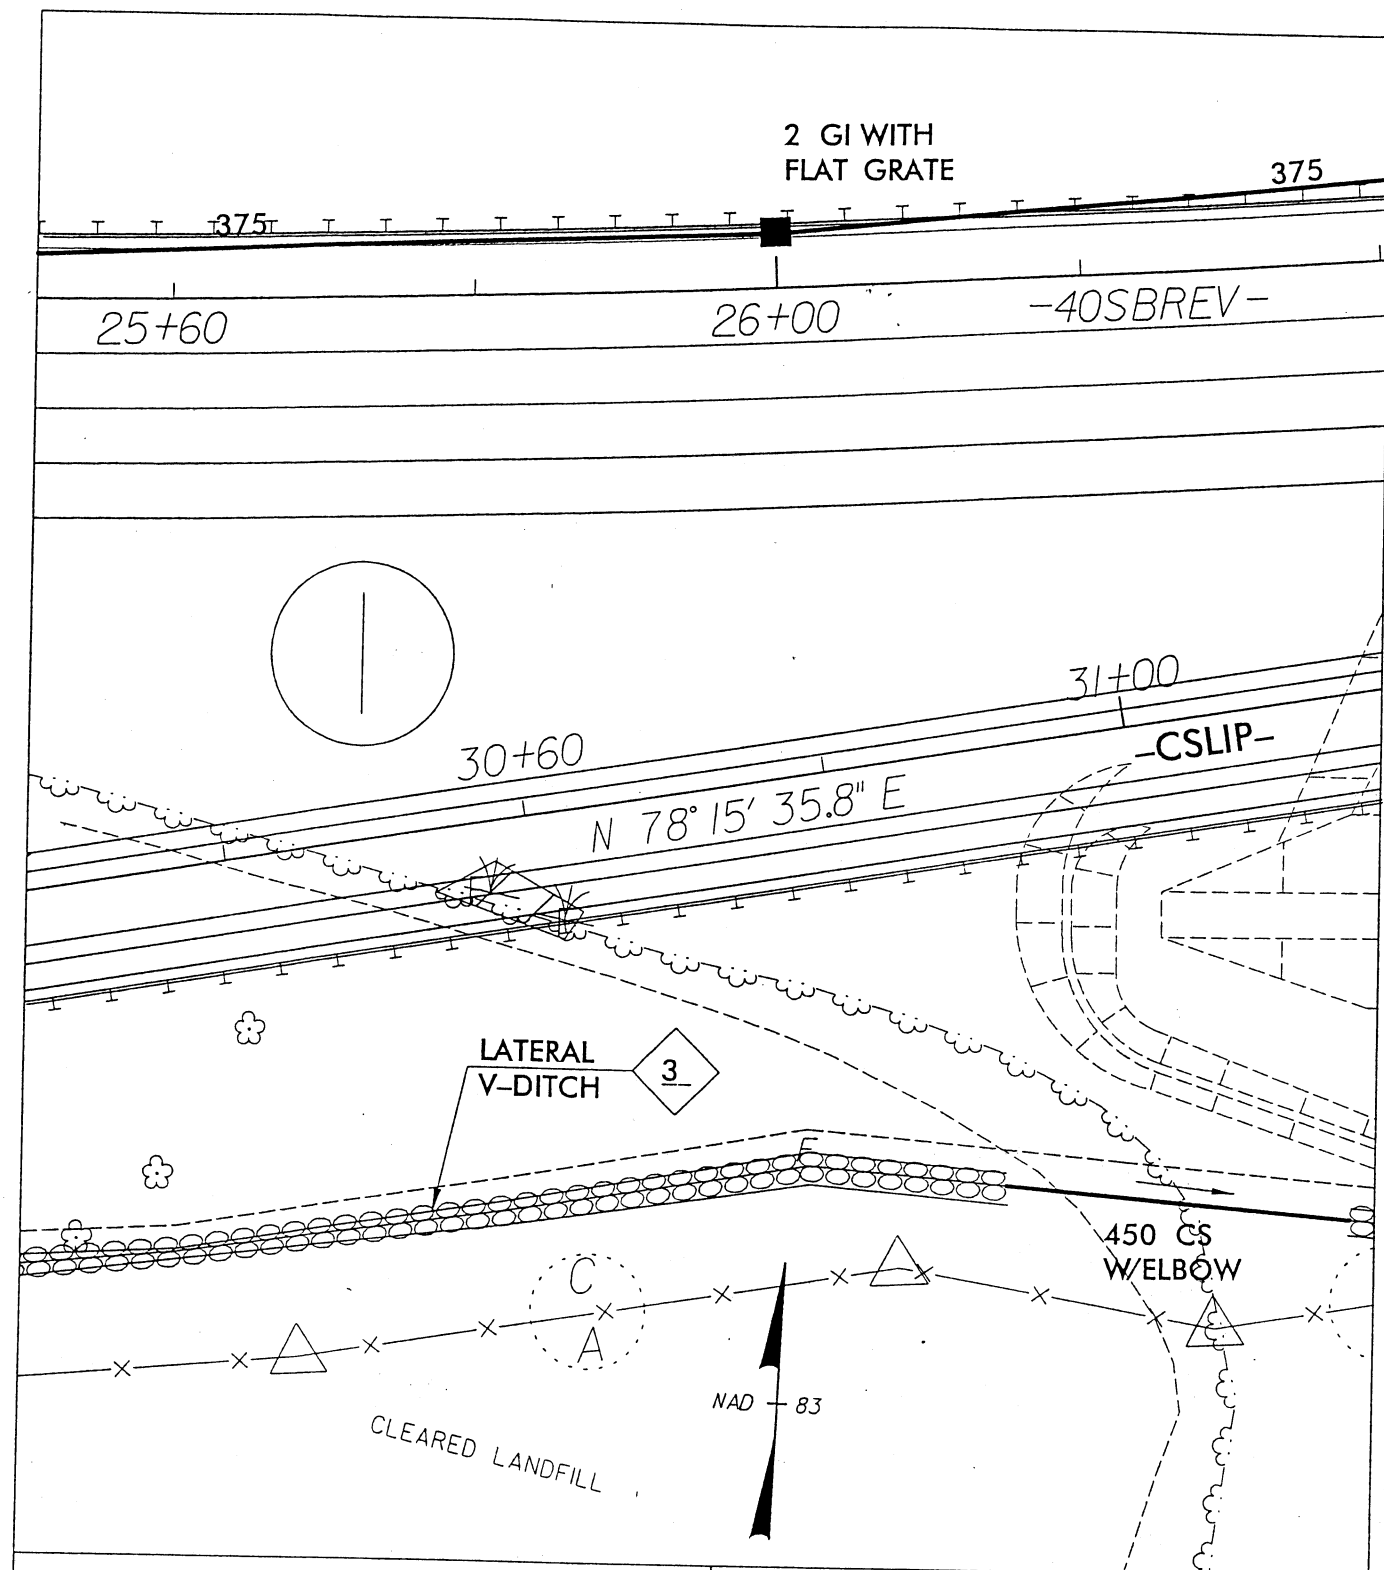 2 GI WITH
FLAT GRATE
375
375
25+60
26+00
-40SBREV-
31+00
-CSLIP-
30+60
N 78° 15' 35.8" E
LATERAL
V-DITCH
3
E
450 CS
W/ELBOW
C
A
NAD 83
CLEARED LANDFILL